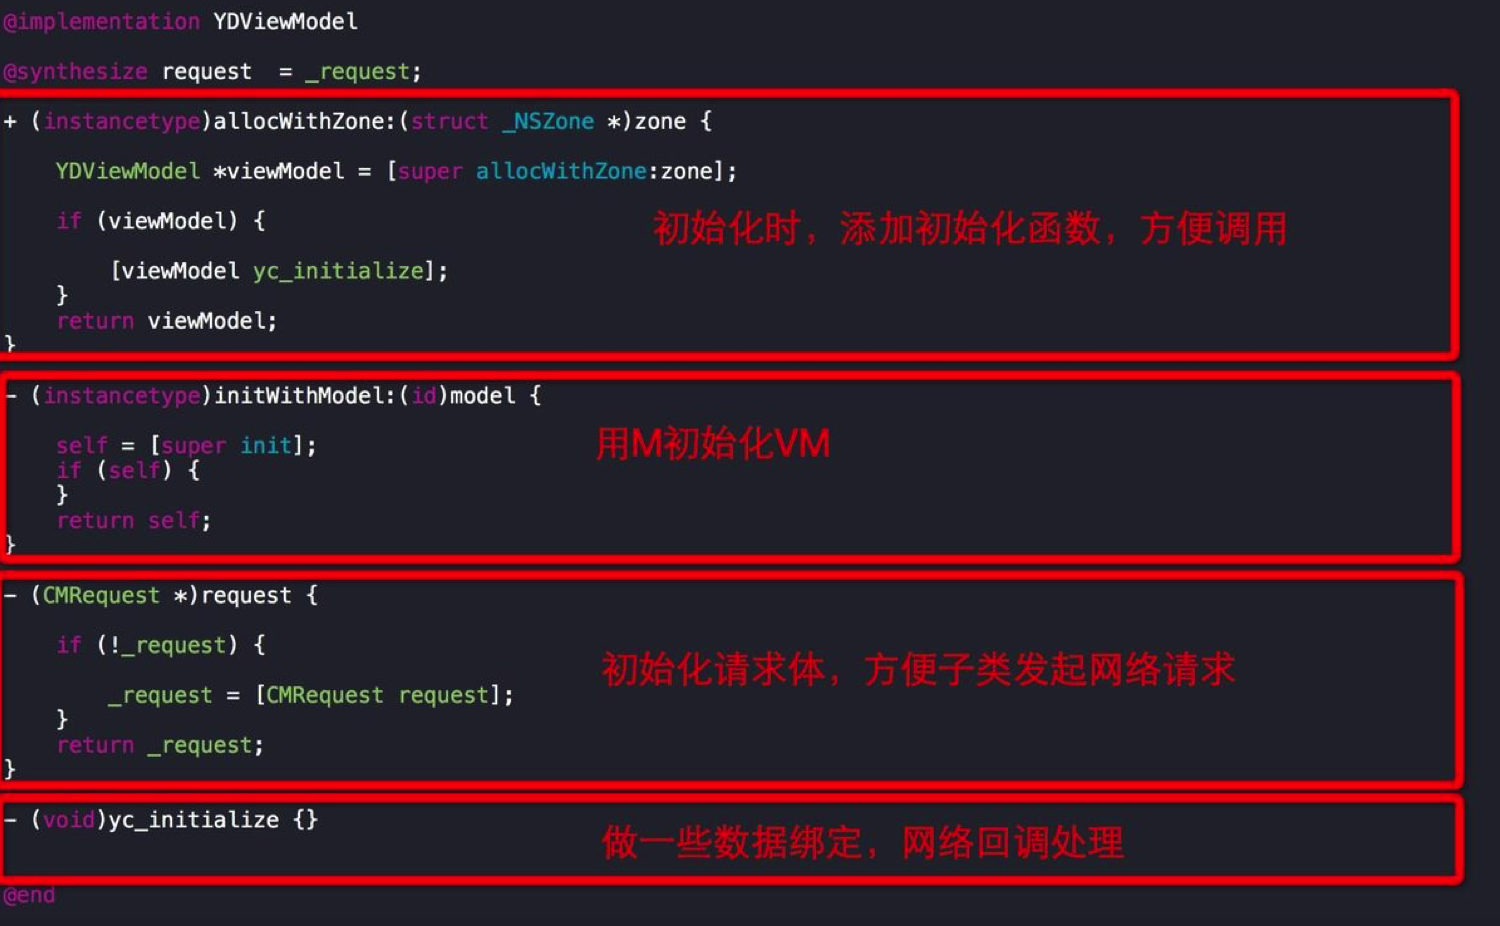 @implementation YDViewModel
@synthesize request  = _request;
+ (instancetype)allocWithZone:(struct _NSZone *)zone {
YDViewModel *viewModel = [super allocWithZone:zone];
if (viewModel) {
初始化时，添加初始化函数，方便调用
[viewModel yc_initialize];
}
return viewModel;
}
- (instancetype)initWithModel:(id)model {
self = [super init];
用M初始化VM
if (self) {
}
return self;
}
- (CMRequest *)request {
if (!_request) {
初始化请求体，方便子类发起网络请求
_request = [CMRequest request];
}
return _request;
}
- (void)yc_initialize {}
做一些数据绑定，网络回调处理
@end